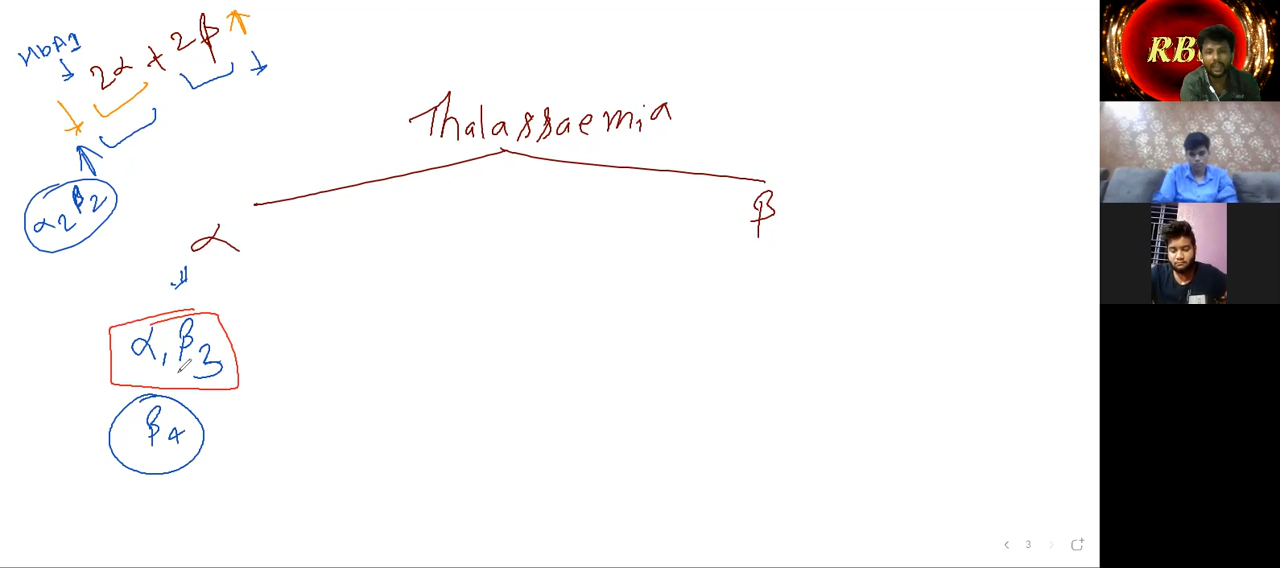 HbA1
2α + 2β ↑
↓ ↓
↓
↑
α2β2
Thalassaemia
α
β
↓
α1β3
β4
RB
3